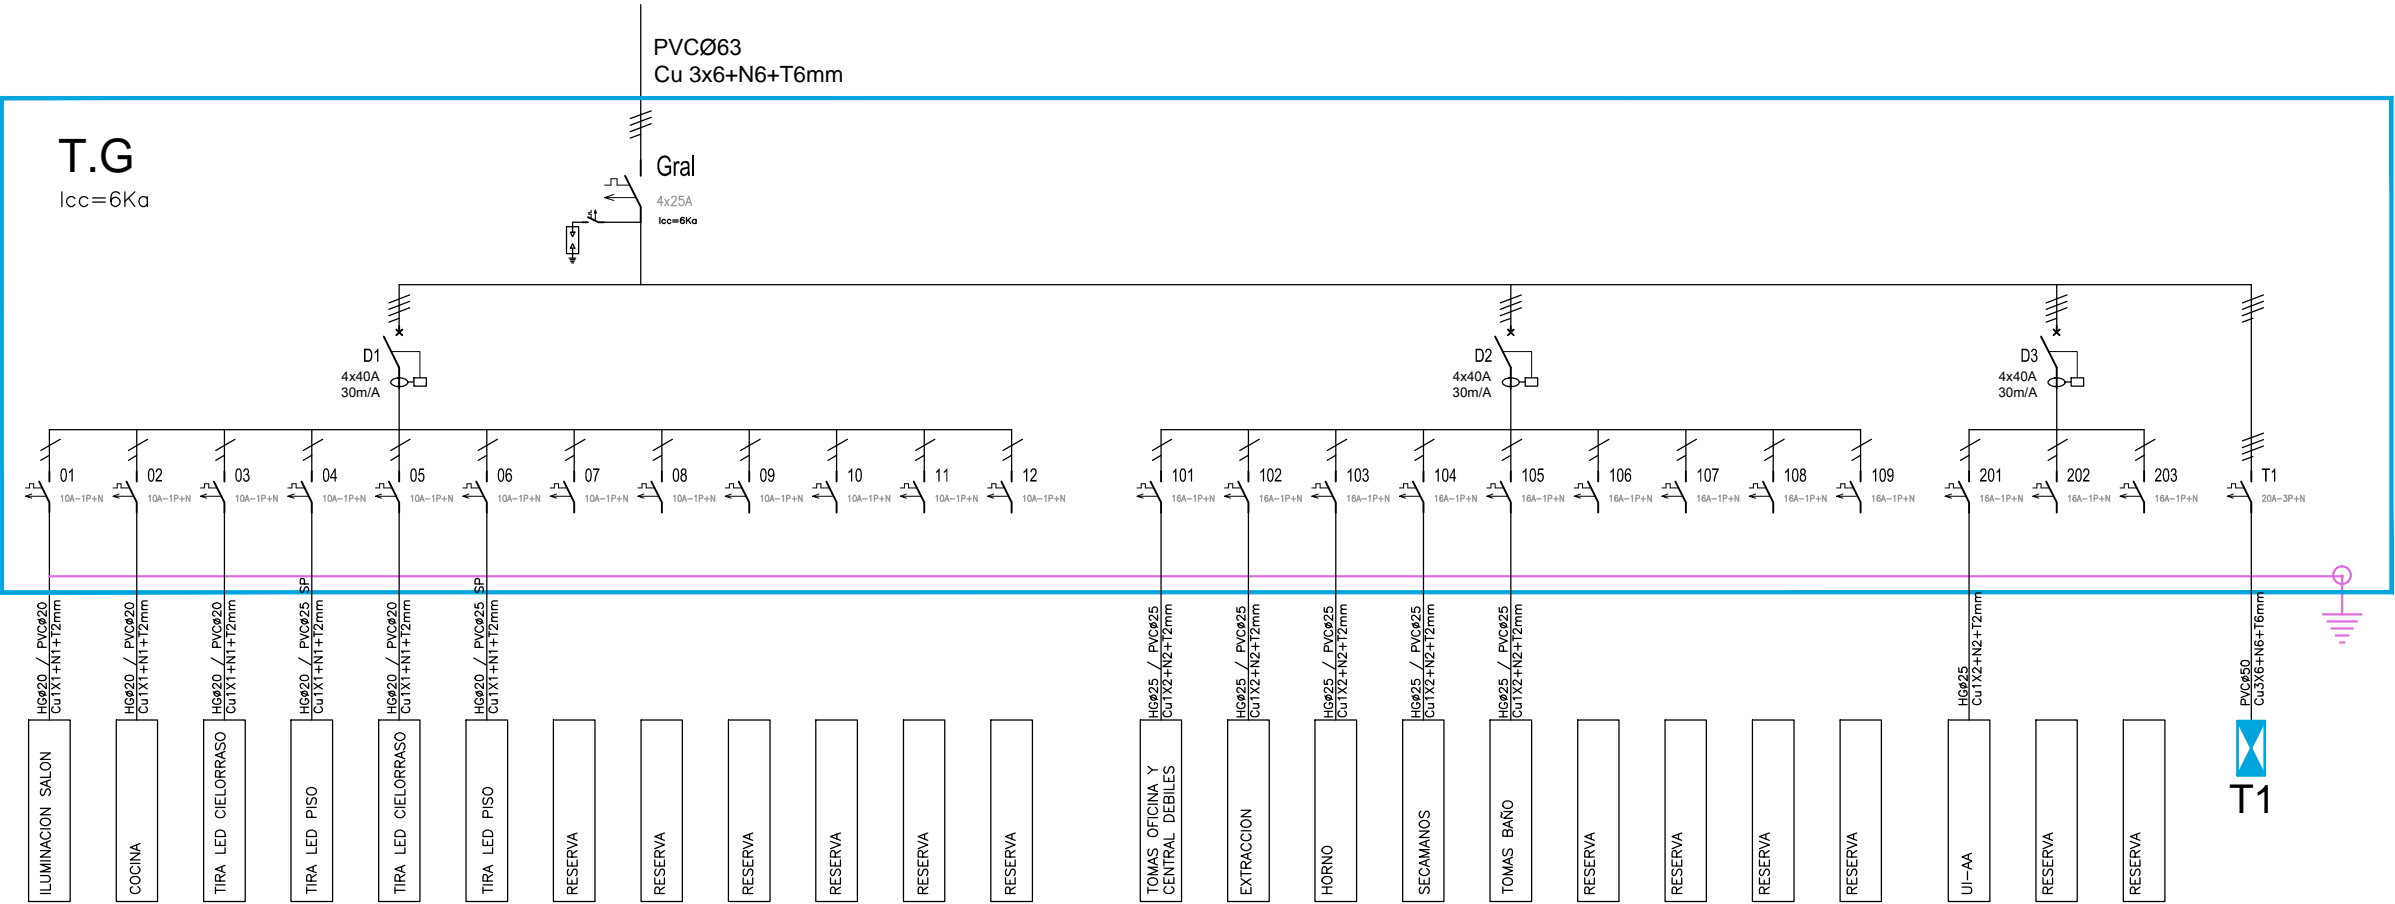 PVCØ63
Cu 3x6+N6+T6mm
T.G
Icc=6Ka
Gral
4x25A
Icc=6Ka
D1
4x40A
30m/A
D2
4x40A
30m/A
D3
4x40A
30m/A
01
10A-1P+N
02
10A-1P+N
03
10A-1P+N
04
10A-1P+N
05
10A-1P+N
06
10A-1P+N
07
10A-1P+N
08
10A-1P+N
09
10A-1P+N
10
10A-1P+N
11
10A-1P+N
12
10A-1P+N
101
16A-1P+N
102
16A-1P+N
103
16A-1P+N
104
16A-1P+N
105
16A-1P+N
106
16A-1P+N
107
16A-1P+N
108
16A-1P+N
109
16A-1P+N
201
16A-1P+N
202
16A-1P+N
203
16A-1P+N
T1
20A-3P+N
HGø20 / PVCø20
Cu1X1+N1+T2mm
HGø20 / PVCø20
Cu1X1+N1+T2mm
HGø20 / PVCø20
Cu1X1+N1+T2mm
HGø20 / PVCø25 SP
Cu1X1+N1+T2mm
HGø20 / PVCø20
Cu1X1+N1+T2mm
HGø20 / PVCø25 SP
Cu1X1+N1+T2mm
HGø25 / PVCø25
Cu1X2+N2+T2mm
HGø25 / PVCø25
Cu1X2+N2+T2mm
HGø25 / PVCø25
Cu1X2+N2+T2mm
HGø25 / PVCø25
Cu1X2+N2+T2mm
HGø25 / PVCø25
Cu1X2+N2+T2mm
HGø25
Cu1X2+N2+T2mm
PVCø50
Cu3X6+N6+T6mm
ILUMINACION SALON
COCINA
TIRA LED CIELORRASO
TIRA LED PISO
TIRA LED CIELORRASO
TIRA LED PISO
RESERVA
RESERVA
RESERVA
RESERVA
RESERVA
RESERVA
TOMAS OFICINA Y
CENTRAL DEBILES
EXTRACCION
HORNO
SECAMANOS
TOMAS BAÑO
RESERVA
RESERVA
RESERVA
RESERVA
UI-AA
RESERVA
RESERVA
T1